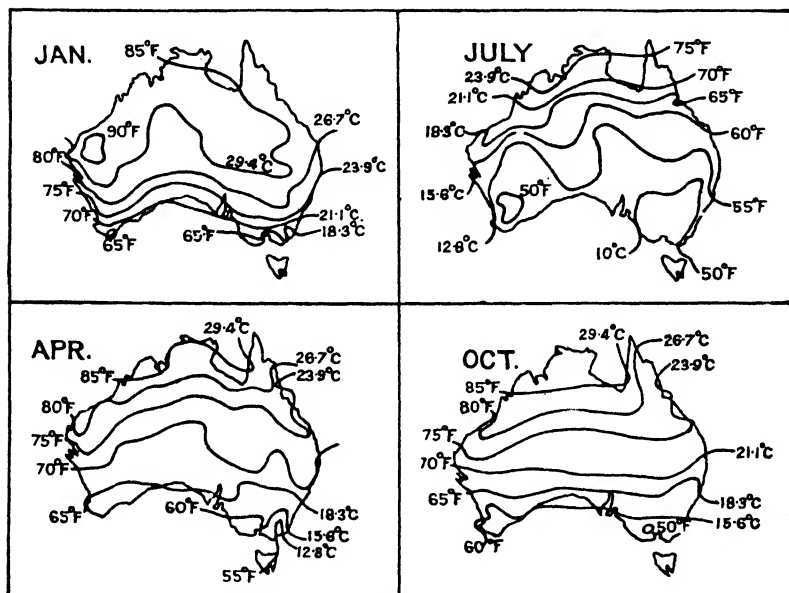 JAN.
85°F
90°F
26.7°C
80°F
29.4°C
23.9°C
75°F
70°F
21.1°C
65°F
65°F
18.3°C
JULY
75°F
23.9°C
70°F
21.1°C
65°F
18.3°C
60°F
15.6°C
50°F
55°F
12.8°C
10°C
50°F
APR.
29.4°C
26.7°C
85°F
23.9°C
80°F
75°F
70°F
65°F
60°F
18.3°C
15.6°C
12.8°C
55°F
OCT.
29.4°C
26.7°C
23.9°C
85°F
80°F
75°F
70°F
21.1°C
65°F
18.3°C
50°F
15.6°C
60°F